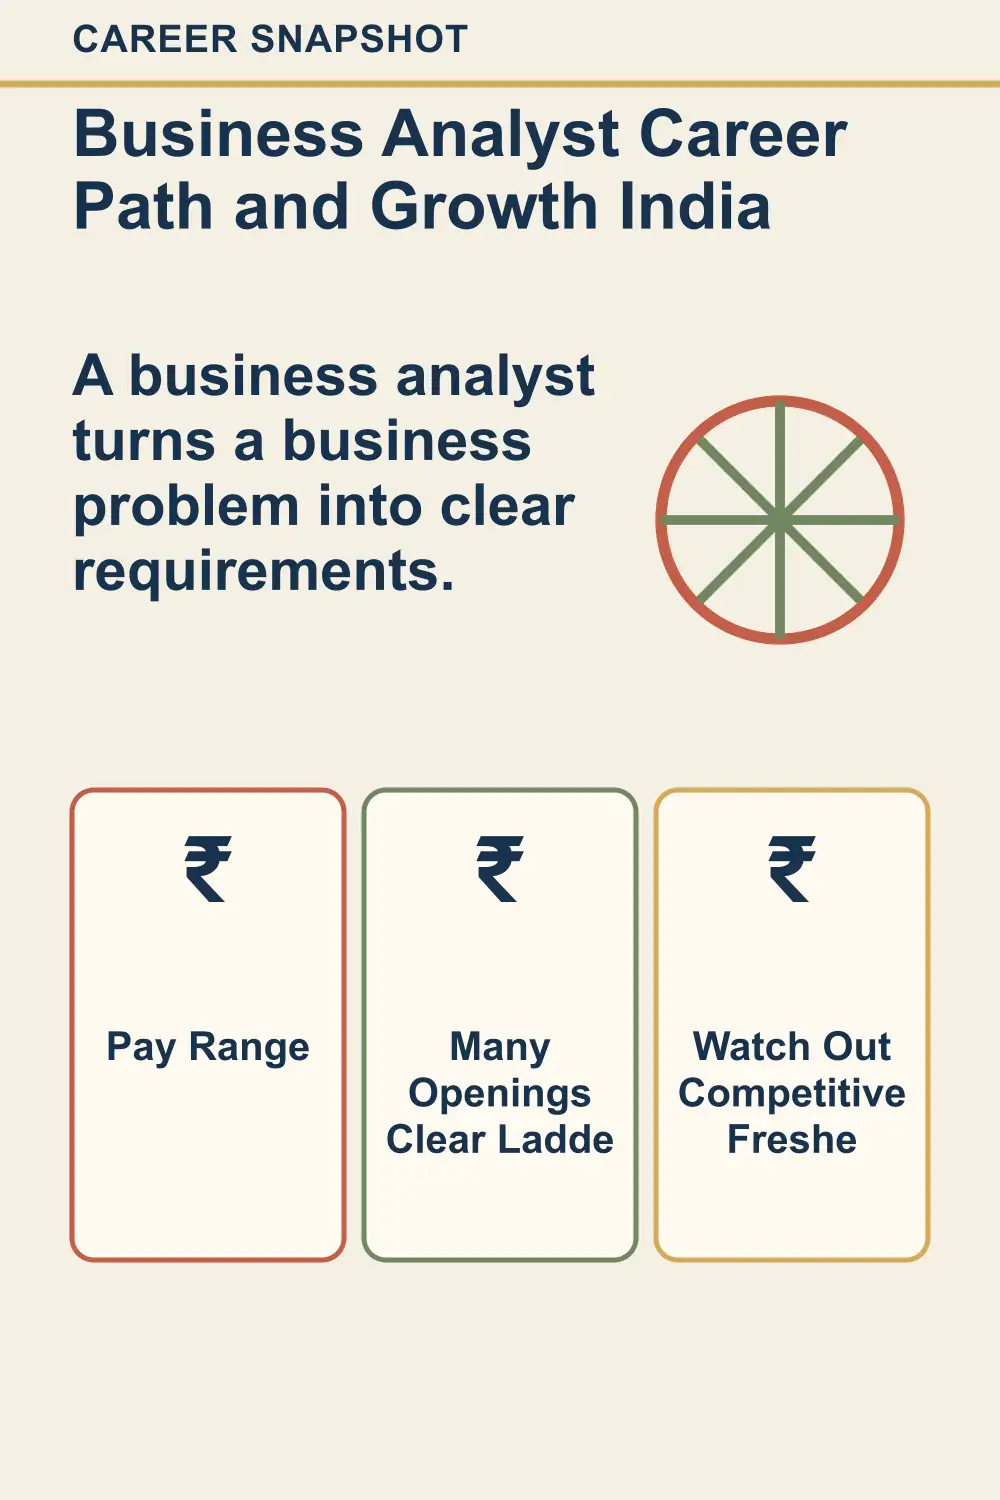 CAREER SNAPSHOT
Business Analyst Career
Path and Growth India
A business analyst
turns a business
problem into clear
requirements.
₹
Pay Range
₹
Many
Openings
Clear Ladde
₹
Watch Out
Competitive
Freshe